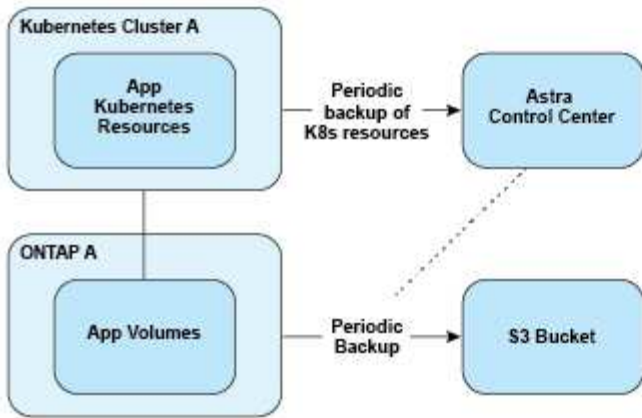 Kubernetes Cluster A
App
Kubernetes
Resources
Periodic
backup of
K8s resources
Astra
Control Center
ONTAP A
App Volumes
Periodic
Backup
S3 Bucket